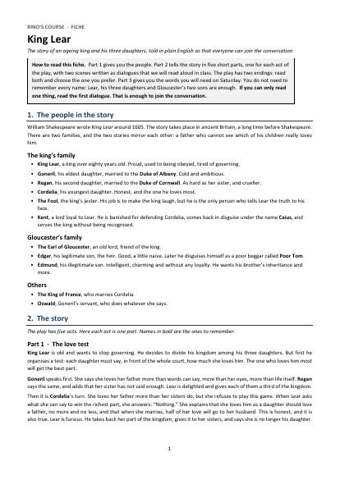 RINO'S COURSE · FICHE
King Lear
The story of an ageing king and his three daughters, told in plain English so that everyone can join the conversation
How to read this fiche. Part 1 gives you the people. Part 2 tells the story in five short parts, one for each act of
the play, with two scenes written as dialogues that we will read aloud in class. The play has two endings: read
both and choose the one you prefer. Part 3 gives you the words you will need on Saturday. You do not need to
remember every name: Lear, his three daughters and Gloucester's two sons are enough. If you can only read
one thing, read the first dialogue. That is enough to join the conversation.
1. The people in the story
William Shakespeare wrote King Lear around 1605. The story takes place in ancient Britain, a long time before Shakespeare.
There are two families, and the two stories mirror each other: a father who cannot see which of his children really loves
him.
The king's family
• King Lear, a king over eighty years old. Proud, used to being obeyed, tired of governing.
• Goneril, his eldest daughter, married to the Duke of Albany. Cold and ambitious.
• Regan, his second daughter, married to the Duke of Cornwall. As hard as her sister, and crueller.
• Cordelia, his youngest daughter. Honest, and the one he loves most.
• The Fool, the king's jester. His job is to make the king laugh, but he is the only person who tells Lear the truth to his
face.
• Kent, a lord loyal to Lear. He is banished for defending Cordelia, comes back in disguise under the name Caius, and
serves the king without being recognised.
Gloucester's family
• The Earl of Gloucester, an old lord, friend of the king.
• Edgar, his legitimate son, the heir. Good, a little naive. Later he disguises himself as a poor beggar called Poor Tom.
• Edmund, his illegitimate son. Intelligent, charming and without any loyalty. He wants his brother's inheritance and
more.
Others
• The King of France, who marries Cordelia.
• Oswald, Goneril's servant, who does whatever she says.
2. The story
The play has five acts. Here each act is one part. Names in bold are the ones to remember.
Part 1 · The love test
King Lear is old and wants to stop governing. He decides to divide his kingdom among his three daughters. But first he
organises a test: each daughter must say, in front of the whole court, how much she loves him. The one who loves him most
will get the best part.
Goneril speaks first. She says she loves her father more than words can say, more than her eyes, more than life itself. Regan
says the same, and adds that her sister has not said enough. Lear is delighted and gives each of them a third of the kingdom.
Then it is Cordelia's turn. She loves her father more than her sisters do, but she refuses to play this game. When Lear asks
what she can say to win the richest part, she answers: "Nothing." She explains that she loves him as a daughter should love
a father, no more and no less, and that when she marries, half of her love will go to her husband. This is honest, and it is
also true. Lear is furious. He takes back her part of the kingdom, gives it to her sisters, and says she is no longer his daughter.
1